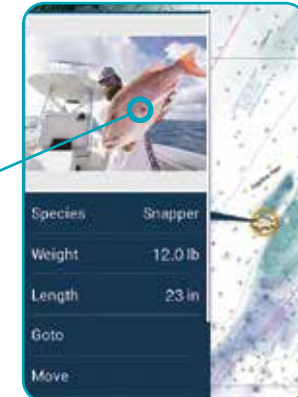 Species Snapper
Weight 12.0 lb
Length 23 in
Goto
Move